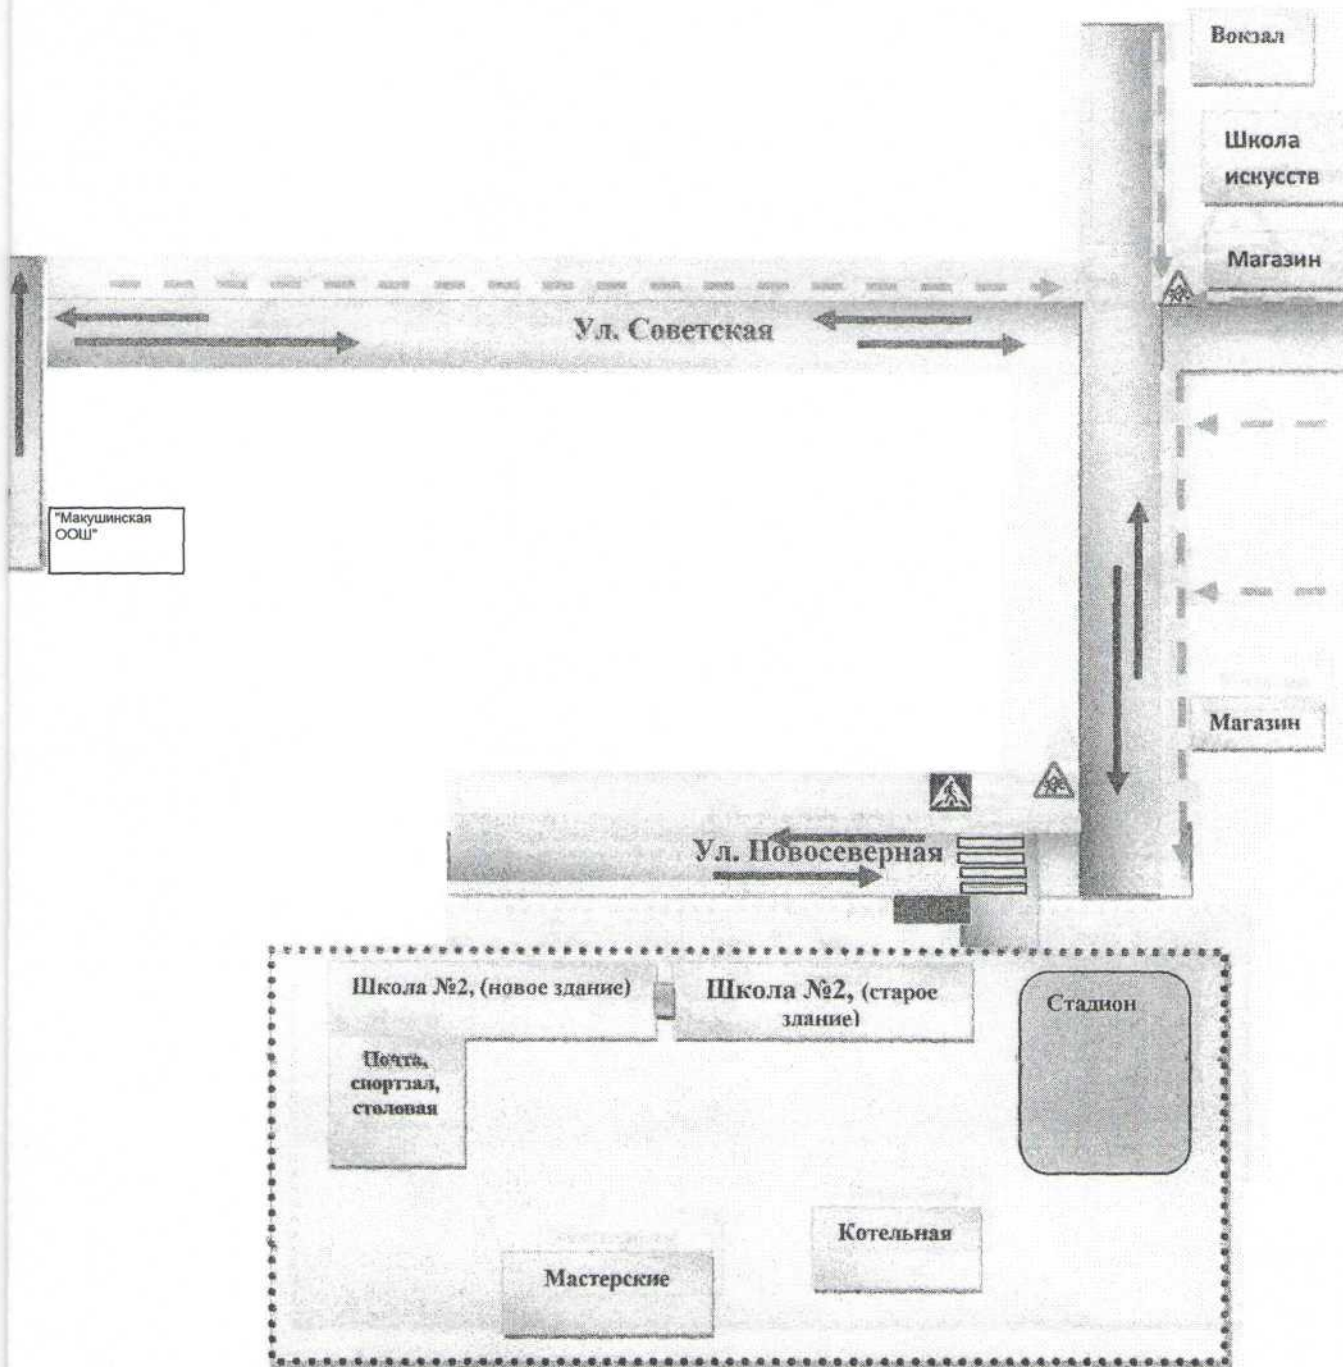 Вокзал
Школа
искусств
Магазин
Ул. Советская
"Макушинская
ООШ"
Магазин
Ул. Новосеверная
Школа №2, (новое здание)
Школа №2, (старое
здание)
Стадион
Почта,
спортзал,
столовая
Котельная
Мастерские